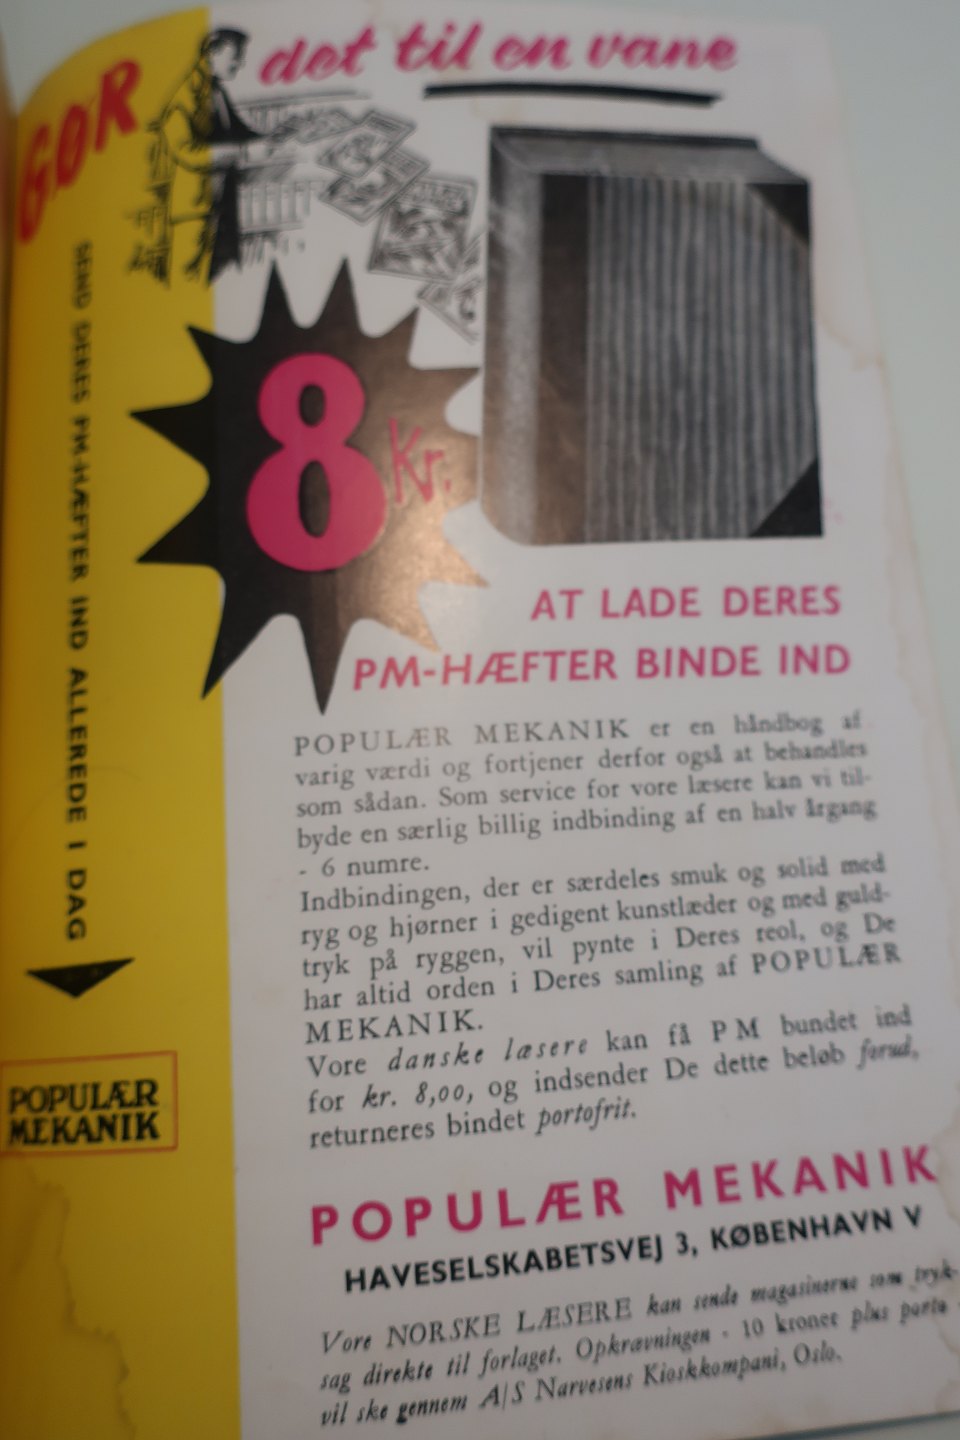 GØR
det til en vane
8 Kr.
AT LADE DERES
PM-HÆFTER BINDE IND
POPULÆR MEKANIK er en håndbog af
varig værdi og fortjener derfor også at behandles
som sådan. Som service for vore læsere kan vi til-
byde en særlig billig indbinding af en halv årgang
- 6 numre.
Indbindingen, der er særdeles smuk og solid med
ryg og hjørner i gedigent kunstlæder og med guld-
tryk på ryggen, vil pynte i Deres reol, og De
har altid orden i Deres samling af POPULÆR
MEKANIK.
Vore danske læsere kan få PM bundet ind
for kr. 8,00, og indsender De dette beløb forud,
returneres bindet portofrit.
POPULÆR MEKANIK
HAVESELSKABETSVEJ 3, KØBENHAVN V
Vore NORSKE LÆSERE kan sende magasinerne som tryk-
sag direkte til forlaget. Opkrævningen - 10 kroner plus porto -
vil ske gennem A/S Narvesens Kioskkompani, Oslo.
SEND DERES PM-HÆFTER IND ALLEREDE I DAG
POPULÆR
MEKANIK